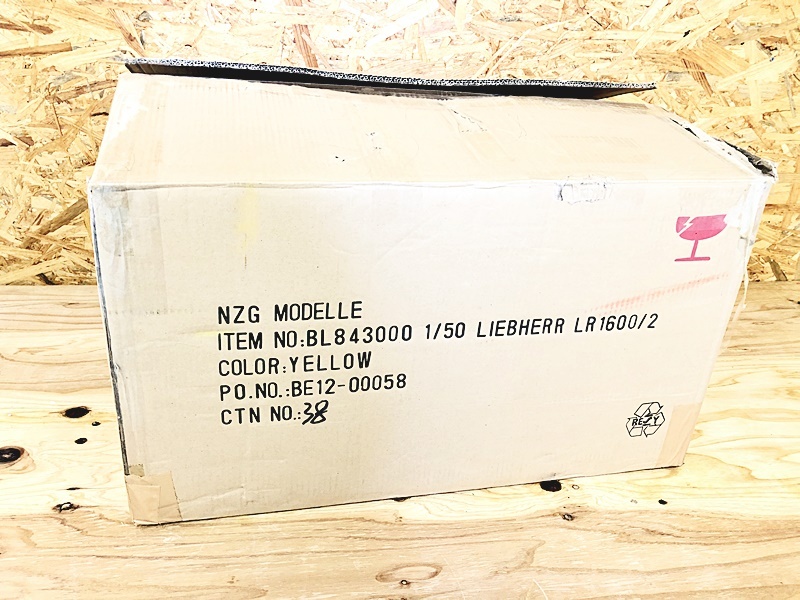 NZG MODELLE
ITEM NO:BL843000 1/50 LIEBHERR LR1600/2
COLOR:YELLOW
PO.NO.:BE12-00058
CTN NO.:38
RESY